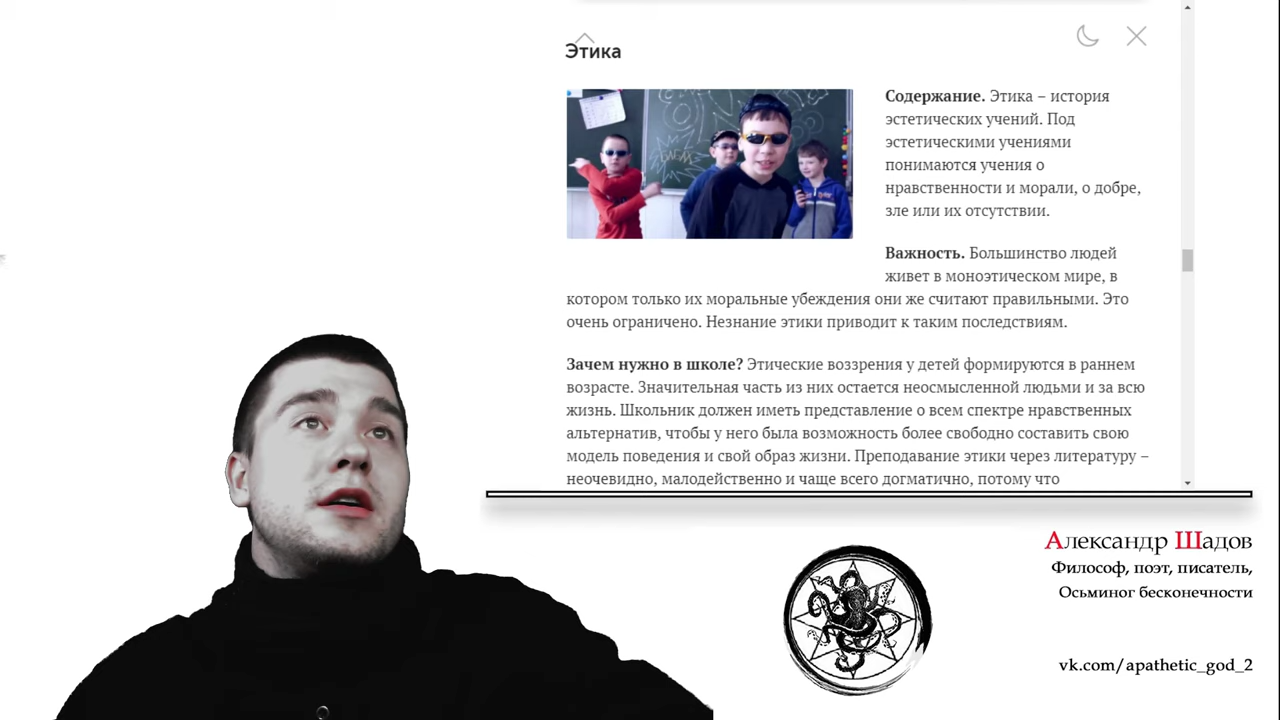 Этика
Содержание. Этика – история
эстетических учений. Под
эстетическими учениями
понимаются учения о
нравственности и морали, о добре,
зле или их отсутствии.
Важность. Большинство людей
живет в моноэтическом мире, в
котором только их моральные убеждения они же считают правильными. Это
очень ограничено. Незнание этики приводит к таким последствиям.
Зачем нужно в школе? Этические воззрения у детей формируются в раннем
возрасте. Значительная часть из них остается неосмысленной людьми и за всю
жизнь. Школьник должен иметь представление о всем спектре нравственных
альтернатив, чтобы у него была возможность более свободно составить свою
модель поведения и свой образ жизни. Преподавание этики через литературу –
неочевидно, малодейственно и чаще всего догматично, потому что
Александр Шадов
Философ, поэт, писатель,
Осьминог бесконечности
vk.com/apathetic_god_2